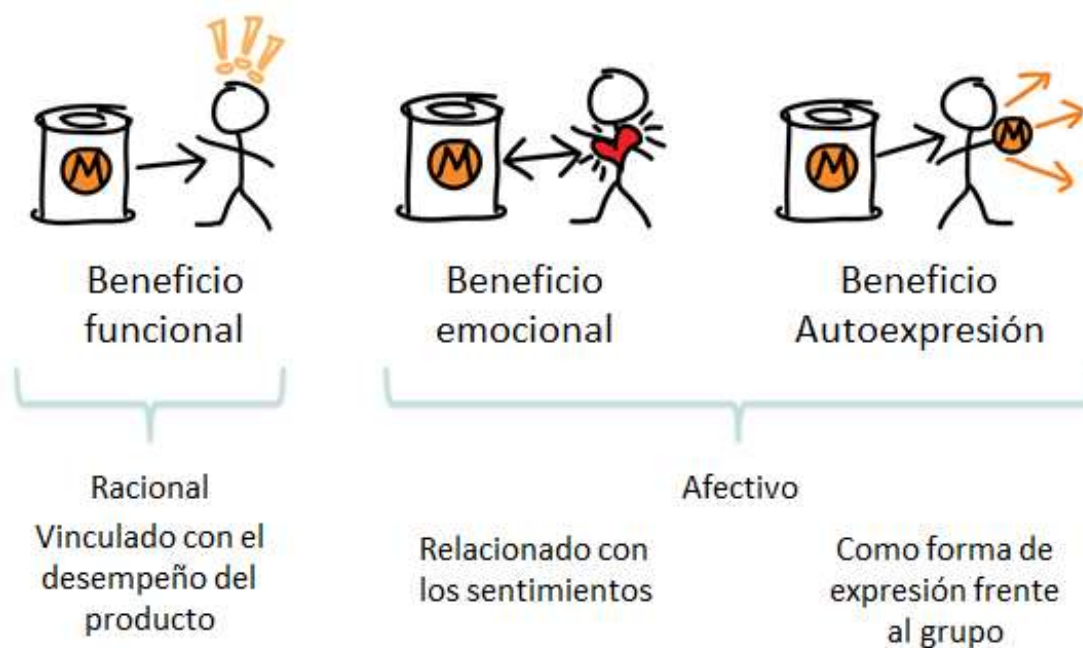 M
M
M
M
Beneficio
funcional
Beneficio
emocional
Beneficio
Autoexpresión
Racional
Vinculado con el
desempeño del
producto
Afectivo
Relacionado con
los sentimientos
Como forma de
expresión frente
al grupo